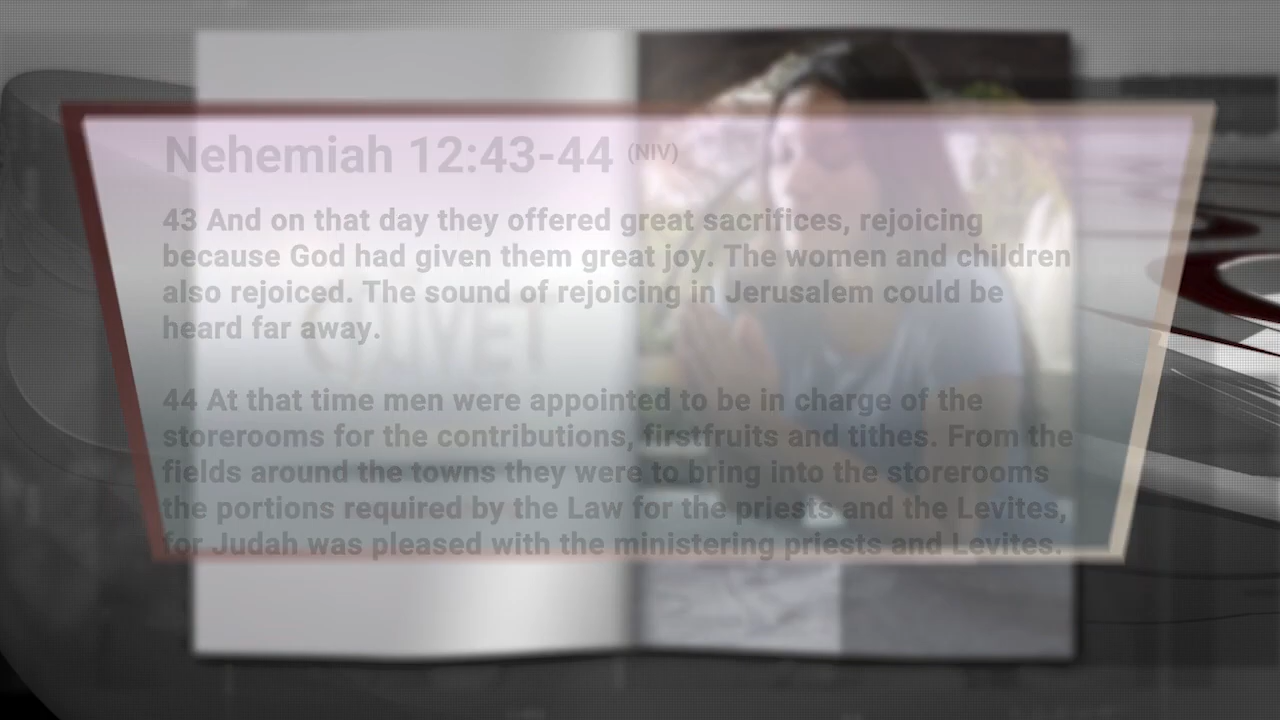 Nehemiah 12:43-44 (NIV)
43 And on that day they offered great sacrifices, rejoicing
because God had given them great joy. The women and children
also rejoiced. The sound of rejoicing in Jerusalem could be
heard far away.
44 At that time men were appointed to be in charge of the
storerooms for the contributions, firstfruits and tithes. From the
fields around the towns they were to bring into the storerooms
the portions required by the Law for the priests and the Levites,
for Judah was pleased with the ministering priests and Levites.